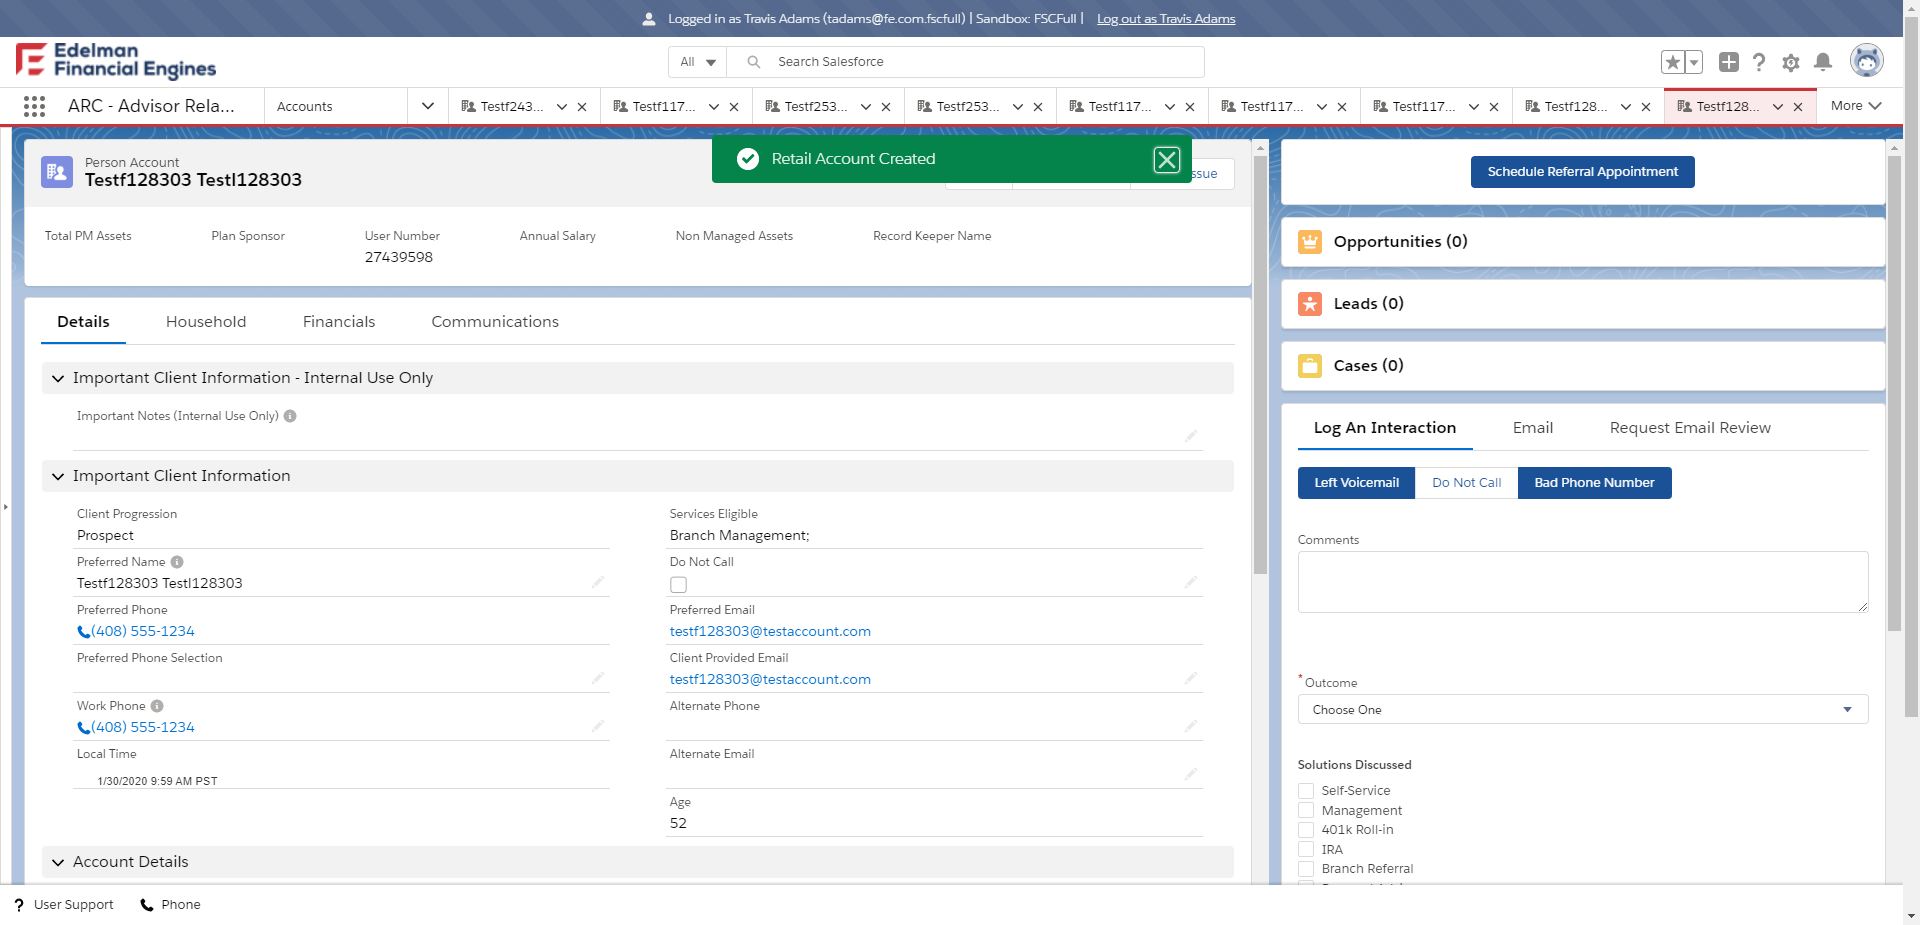 Logged in as Travis Adams (tadams@fe.com.fscfull) | Sandbox: FSCFull | Log out as Travis Adams
Edelman
Financial Engines
All
Search Salesforce
ARC - Advisor Rela...
Accounts
Testf243...
Testf117...
Testf253...
Testf253...
Testf117...
Testf117...
Testf117...
Testf128...
Testf128...
More
Retail Account Created
Person Account
Testf128303 Testl128303
ssue
Total PM Assets
Plan Sponsor
User Number
27439598
Annual Salary
Non Managed Assets
Record Keeper Name
Details
Household
Financials
Communications
Important Client Information - Internal Use Only
Important Notes (Internal Use Only)
Important Client Information
Client Progression
Prospect
Services Eligible
Branch Management;
Preferred Name
Testf128303 Testl128303
Do Not Call
Preferred Phone
(408) 555-1234
Preferred Email
testf128303@testaccount.com
Preferred Phone Selection
Client Provided Email
testf128303@testaccount.com
Work Phone
(408) 555-1234
Alternate Phone
Local Time
1/30/2020 9:59 AM PST
Alternate Email
Age
52
Account Details
Schedule Referral Appointment
Opportunities (0)
Leads (0)
Cases (0)
Log An Interaction
Email
Request Email Review
Left Voicemail
Do Not Call
Bad Phone Number
Comments
*Outcome
Choose One
Solutions Discussed
Self-Service
Management
401k Roll-in
IRA
Branch Referral
User Support
Phone